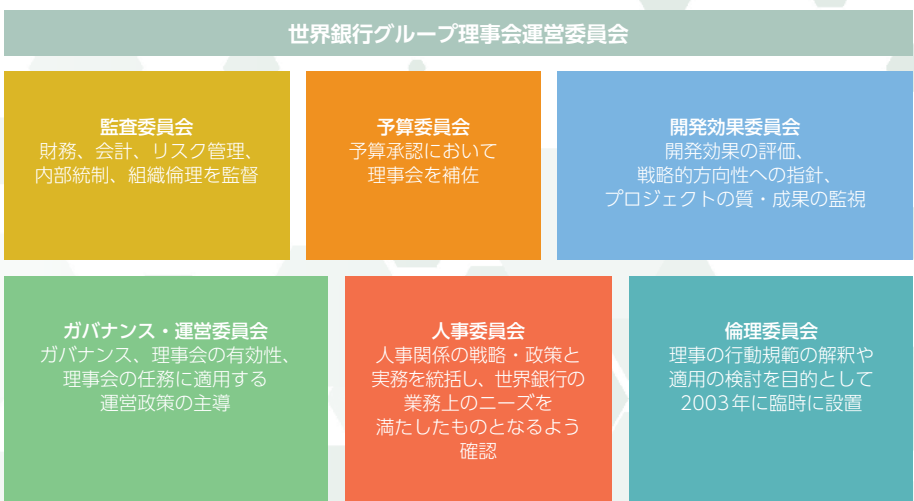 世界銀行グループ理事会運営委員会
監査委員会
財務、会計、リスク管理、
内部統制、組織倫理を監督
予算委員会
予算承認において
理事会を補佐
開発効果委員会
開発効果の評価、
戦略的方向性への指針、
プロジェクトの質・成果の監視
ガバナンス・運営委員会
ガバナンス、理事会の有効性、
理事会の任務に適用する
運営政策の主導
人事委員会
人事関係の戦略・政策と
実務を統括し、世界銀行の
業務上のニーズを
満たしたものとなるよう
確認
倫理委員会
理事の行動規範の解釈や
適用の検討を目的として
2003年に臨時に設置